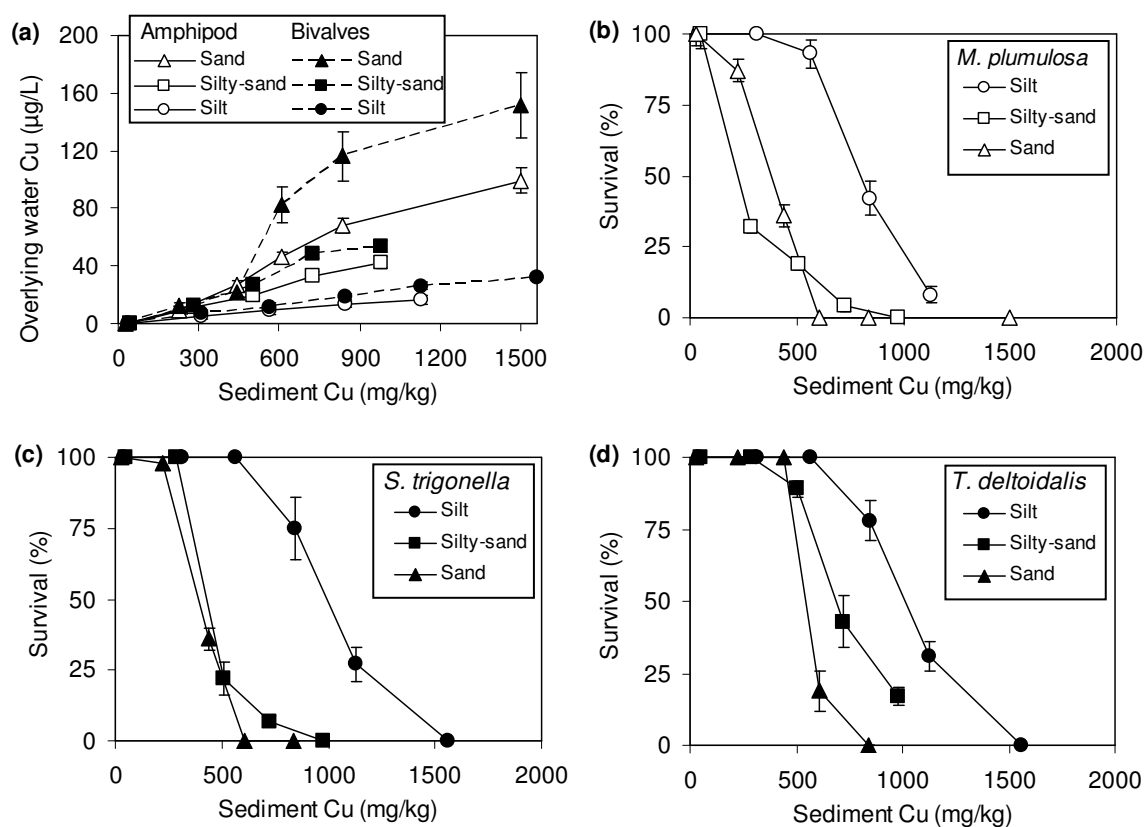 (a)
Amphipod Bivalves
Sand Sand
Silty-sand Silty-sand
Silt Silt
200
160
120
80
40
0
Overlying water Cu (µg/L)
300 600 900 1200 1500
Sediment Cu (mg/kg)
(b)
M. plumulosa
Silt
Silty-sand
Sand
100
75
50
25
0
Survival (%)
0 500 1000 1500 2000
Sediment Cu (mg/kg)
(c)
S. trigonella
Silt
Silty-sand
Sand
100
75
50
25
0
Survival (%)
0 500 1000 1500 2000
Sediment Cu (mg/kg)
(d)
T. deltoidalis
Silt
Silty-sand
Sand
100
75
50
25
0
Survival (%)
0 500 1000 1500 2000
Sediment Cu (mg/kg)